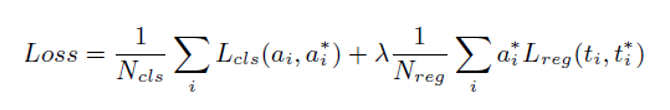 Loss = \frac{1}{N_{cls}} \sum_{i} L_{cls}(a_i, a_i^*) + \lambda \frac{1}{N_{reg}} \sum_{i} a_i^* L_{reg}(t_i, t_i^*)